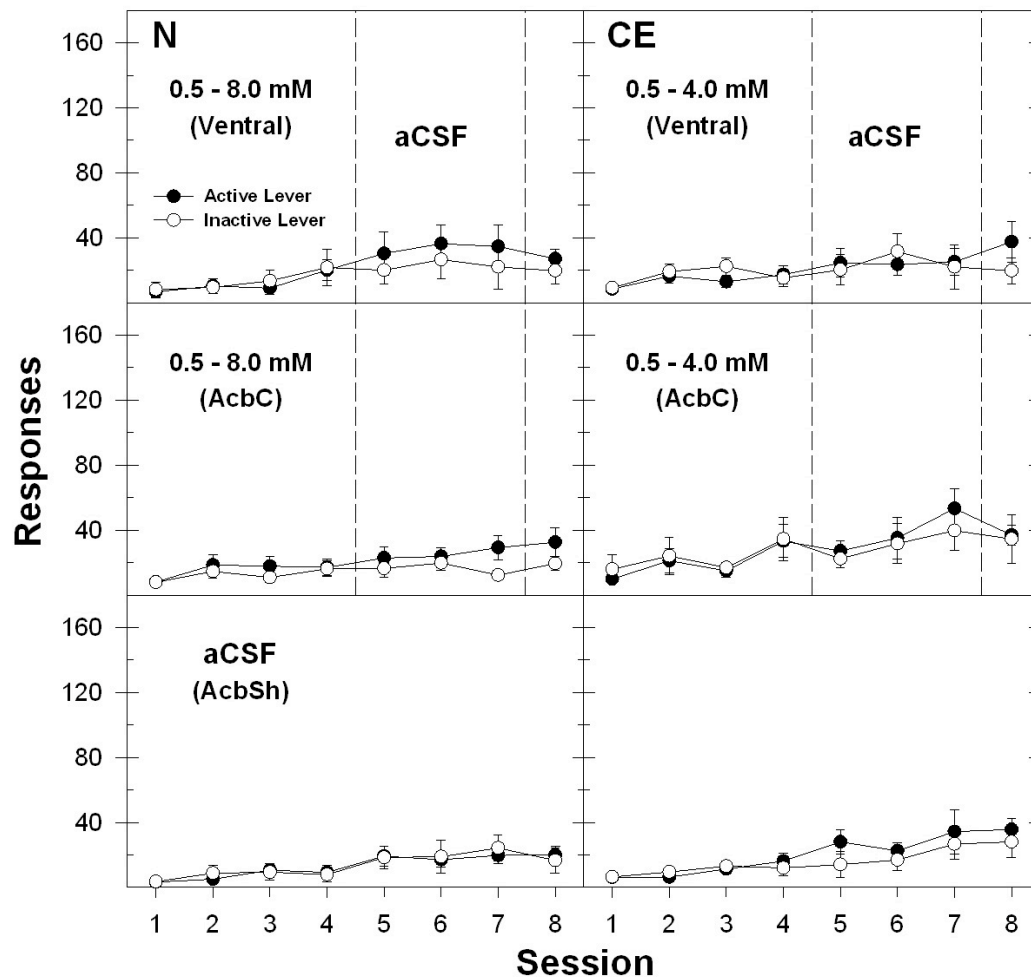 N
0.5 - 8.0 mM
(Ventral)
aCSF
Active Lever
Inactive Lever
CE
0.5 - 4.0 mM
(Ventral)
aCSF
160
120
80
40
0.5 - 8.0 mM
(AcbC)
0.5 - 4.0 mM
(AcbC)
160
120
80
40
Responses
aCSF
(AcbSh)
160
120
80
40
1 2 3 4 5 6 7 8 1 2 3 4 5 6 7 8
Session